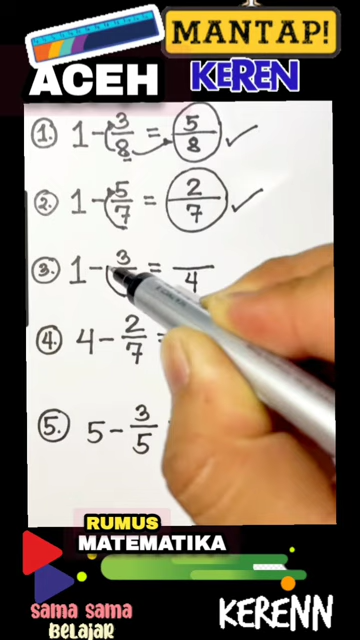 MANTAP!
ACEH KEREN
1. 1 - 3/8 = 5/8 ✓
2. 1 - 5/7 = 2/7 ✓
3. 1 - 3/ = /4
4. 4 - 2/7 =
5. 5 - 3/5
RUMUS
MATEMATIKA
sama sama
BELAJAR
KERENN